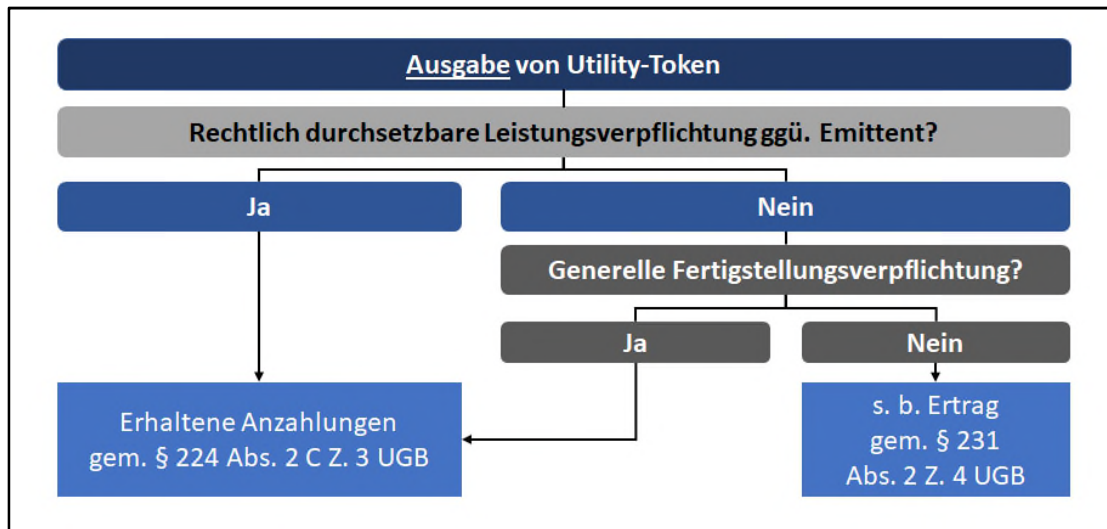 Ausgabe von Utility-Token
Rechtlich durchsetzbare Leistungsverpflichtung ggü. Emittent?
Ja
Nein
Generelle Fertigstellungsverpflichtung?
Ja
Nein
Erhaltene Anzahlungen
gem. § 224 Abs. 2 C Z. 3 UGB
s. b. Ertrag
gem. § 231
Abs. 2 Z. 4 UGB